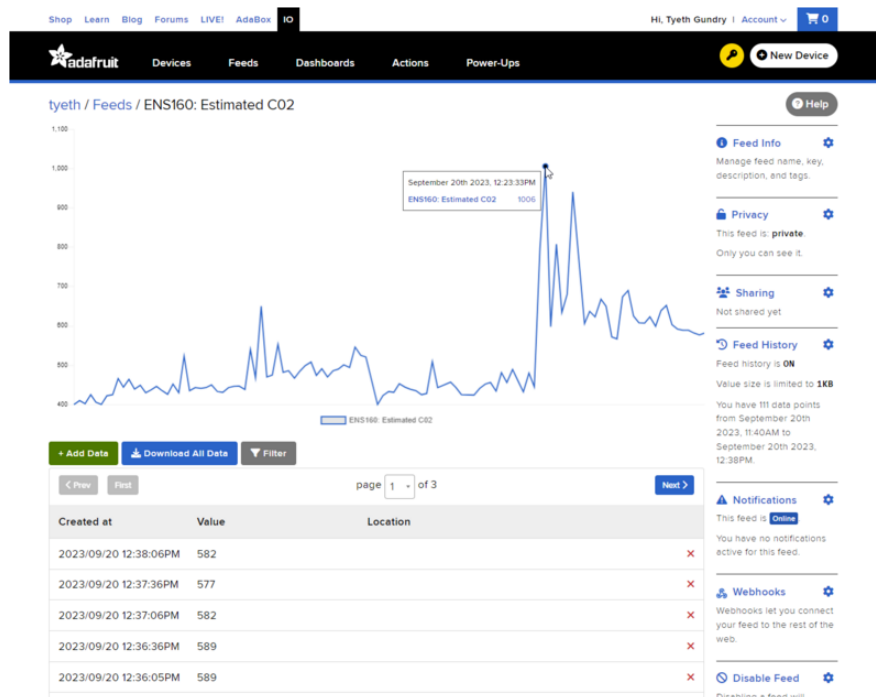 Shop Learn Blog Forums LIVE! AdaBox IO
Hi, Tyeth Gundry | Account
0
adafruit
Devices Feeds Dashboards Actions Power-Ups
New Device
tyeth / Feeds / ENS160: Estimated C02
? Help
1,100
1,000
900
800
700
600
500
400
September 20th 2023, 12:23:33PM
ENS160: Estimated C02 1006
ENS160: Estimated C02
+ Add Data
Download All Data
Filter
Prev
First
page 1 of 3
Next
Created at Value Location
2023/09/20 12:38:06PM 582
2023/09/20 12:37:36PM 577
2023/09/20 12:37:06PM 582
2023/09/20 12:36:36PM 589
2023/09/20 12:36:05PM 589
Feed Info
Manage feed name, key,
description, and tags.
Privacy
This feed is: private.
Only you can see it.
Sharing
Not shared yet
Feed History
Feed history is ON
Value size is limited to 1KB
You have 111 data points
from September 20th
2023, 11:40AM to
September 20th 2023,
12:38PM.
Notifications
This feed is Online
You have no notifications
active for this feed.
Webhooks
Webhooks let you connect
your feed to the rest of the
web.
Disable Feed
Disabling a feed will